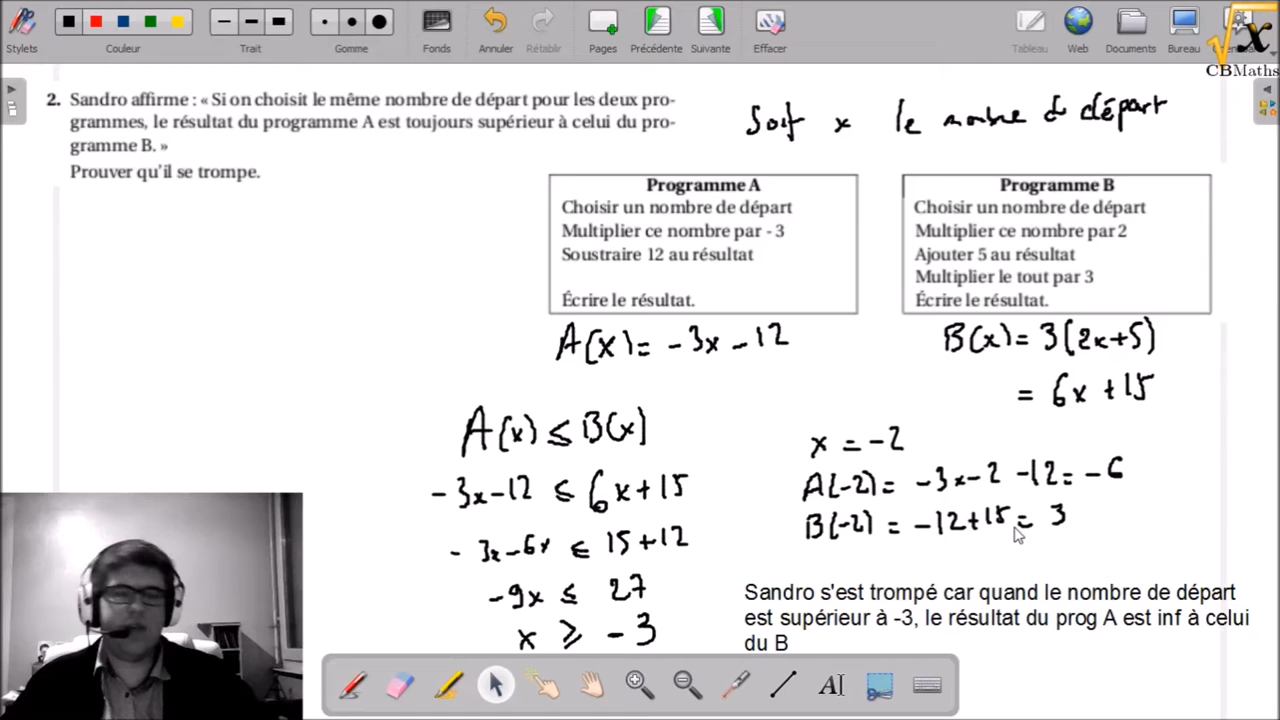 Stylets
Couleur
Trait
Gomme
Fonds
Annuler
Rétablir
Pages
Précédente
Suivante
Effacer
Tableau
Web
Documents
Bureau
√x
CBMaths
2. Sandro affirme : « Si on choisit le même nombre de départ pour les deux pro-
grammes, le résultat du programme A est toujours supérieur à celui du pro-
gramme B. »
Prouver qu'il se trompe.
Soit x le nombre de départ
Programme A
Choisir un nombre de départ
Multiplier ce nombre par - 3
Soustraire 12 au résultat
Écrire le résultat.
Programme B
Choisir un nombre de départ
Multiplier ce nombre par 2
Ajouter 5 au résultat
Multiplier le tout par 3
Écrire le résultat.
A(x) = -3x - 12
B(x) = 3(2x+5)
= 6x + 15
A(x) ≤ B(x)
-3x-12 ≤ 6x+15
-3x-6x ≤ 15+12
-9x ≤ 27
x ≥ -3
x = -2
A(-2) = -3x-2 -12 = -6
B(-2) = -12+15 = 3
Sandro s'est trompé car quand le nombre de départ
est supérieur à -3, le résultat du prog A est inf à celui
du B